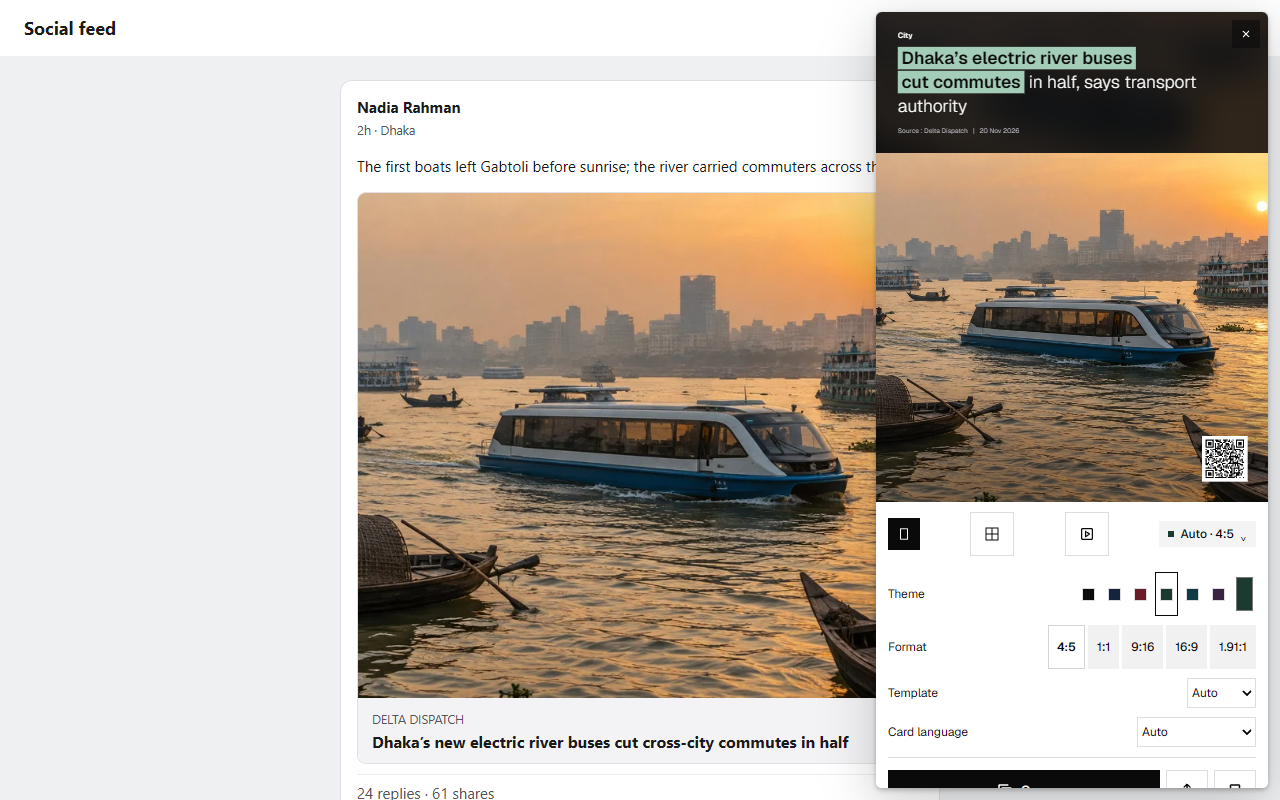 Social feed
Nadia Rahman
2h · Dhaka
The first boats left Gabtoli before sunrise; the river carried commuters across
DELTA DISPATCH
Dhaka's new electric river buses cut cross-city commutes in half
24 replies · 61 shares
City
Dhaka's electric river buses
cut commutes in half, says transport
authority
Source : Delta Dispatch | 20 Nov 2026
Auto · 4:5
Theme
Format 4:5 1:1 9:16 16:9 1.91:1
Template Auto
Card language Auto